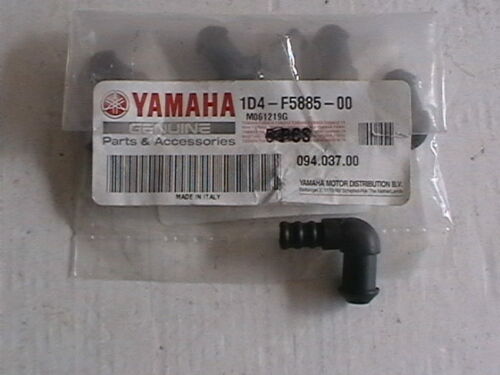 YAMAHA
GENUINE
Parts & Accessories
1D4-F5885-00
M061219G
094.037.00
MADE IN ITALY
YAMAHA MOTOR DISTRIBUTION B.V.